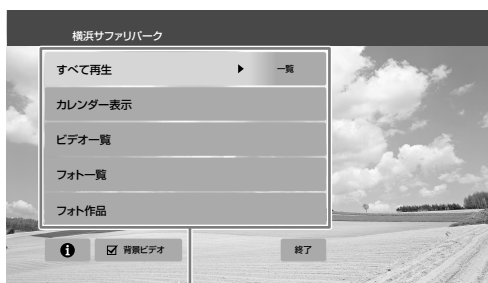 横浜サファリパーク
すべて再生 一覧
カレンダー表示
ビデオ一覧
フォト一覧
フォト作品
背景ビデオ 終了